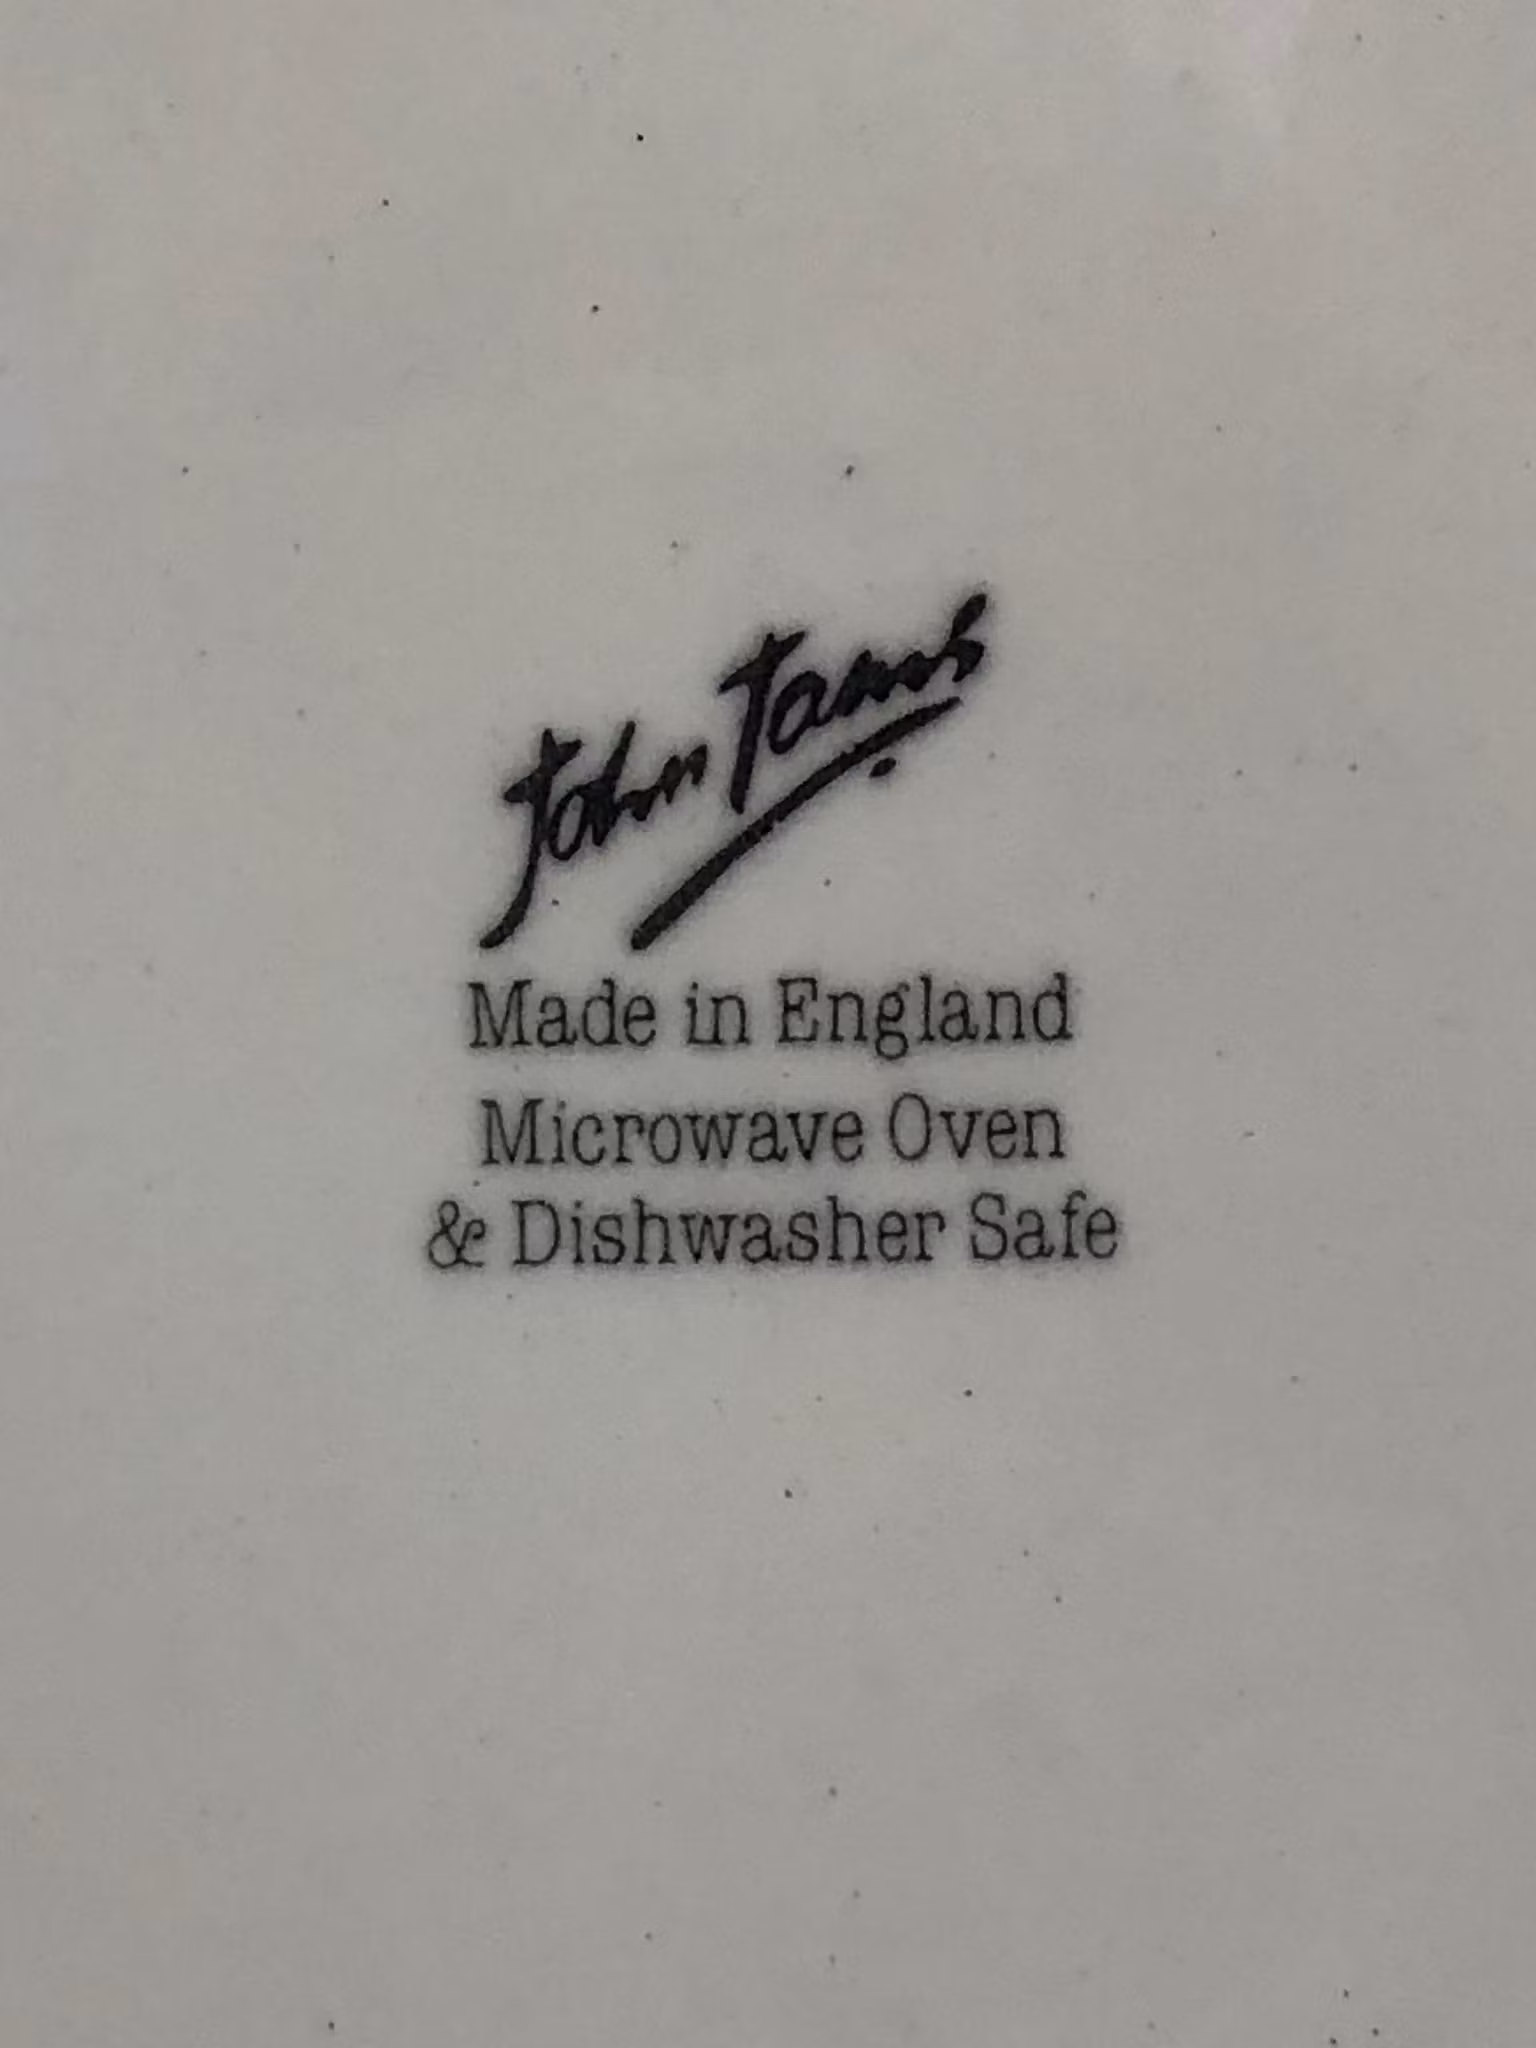 John Tams
Made in England
Microwave Oven
& Dishwasher Safe